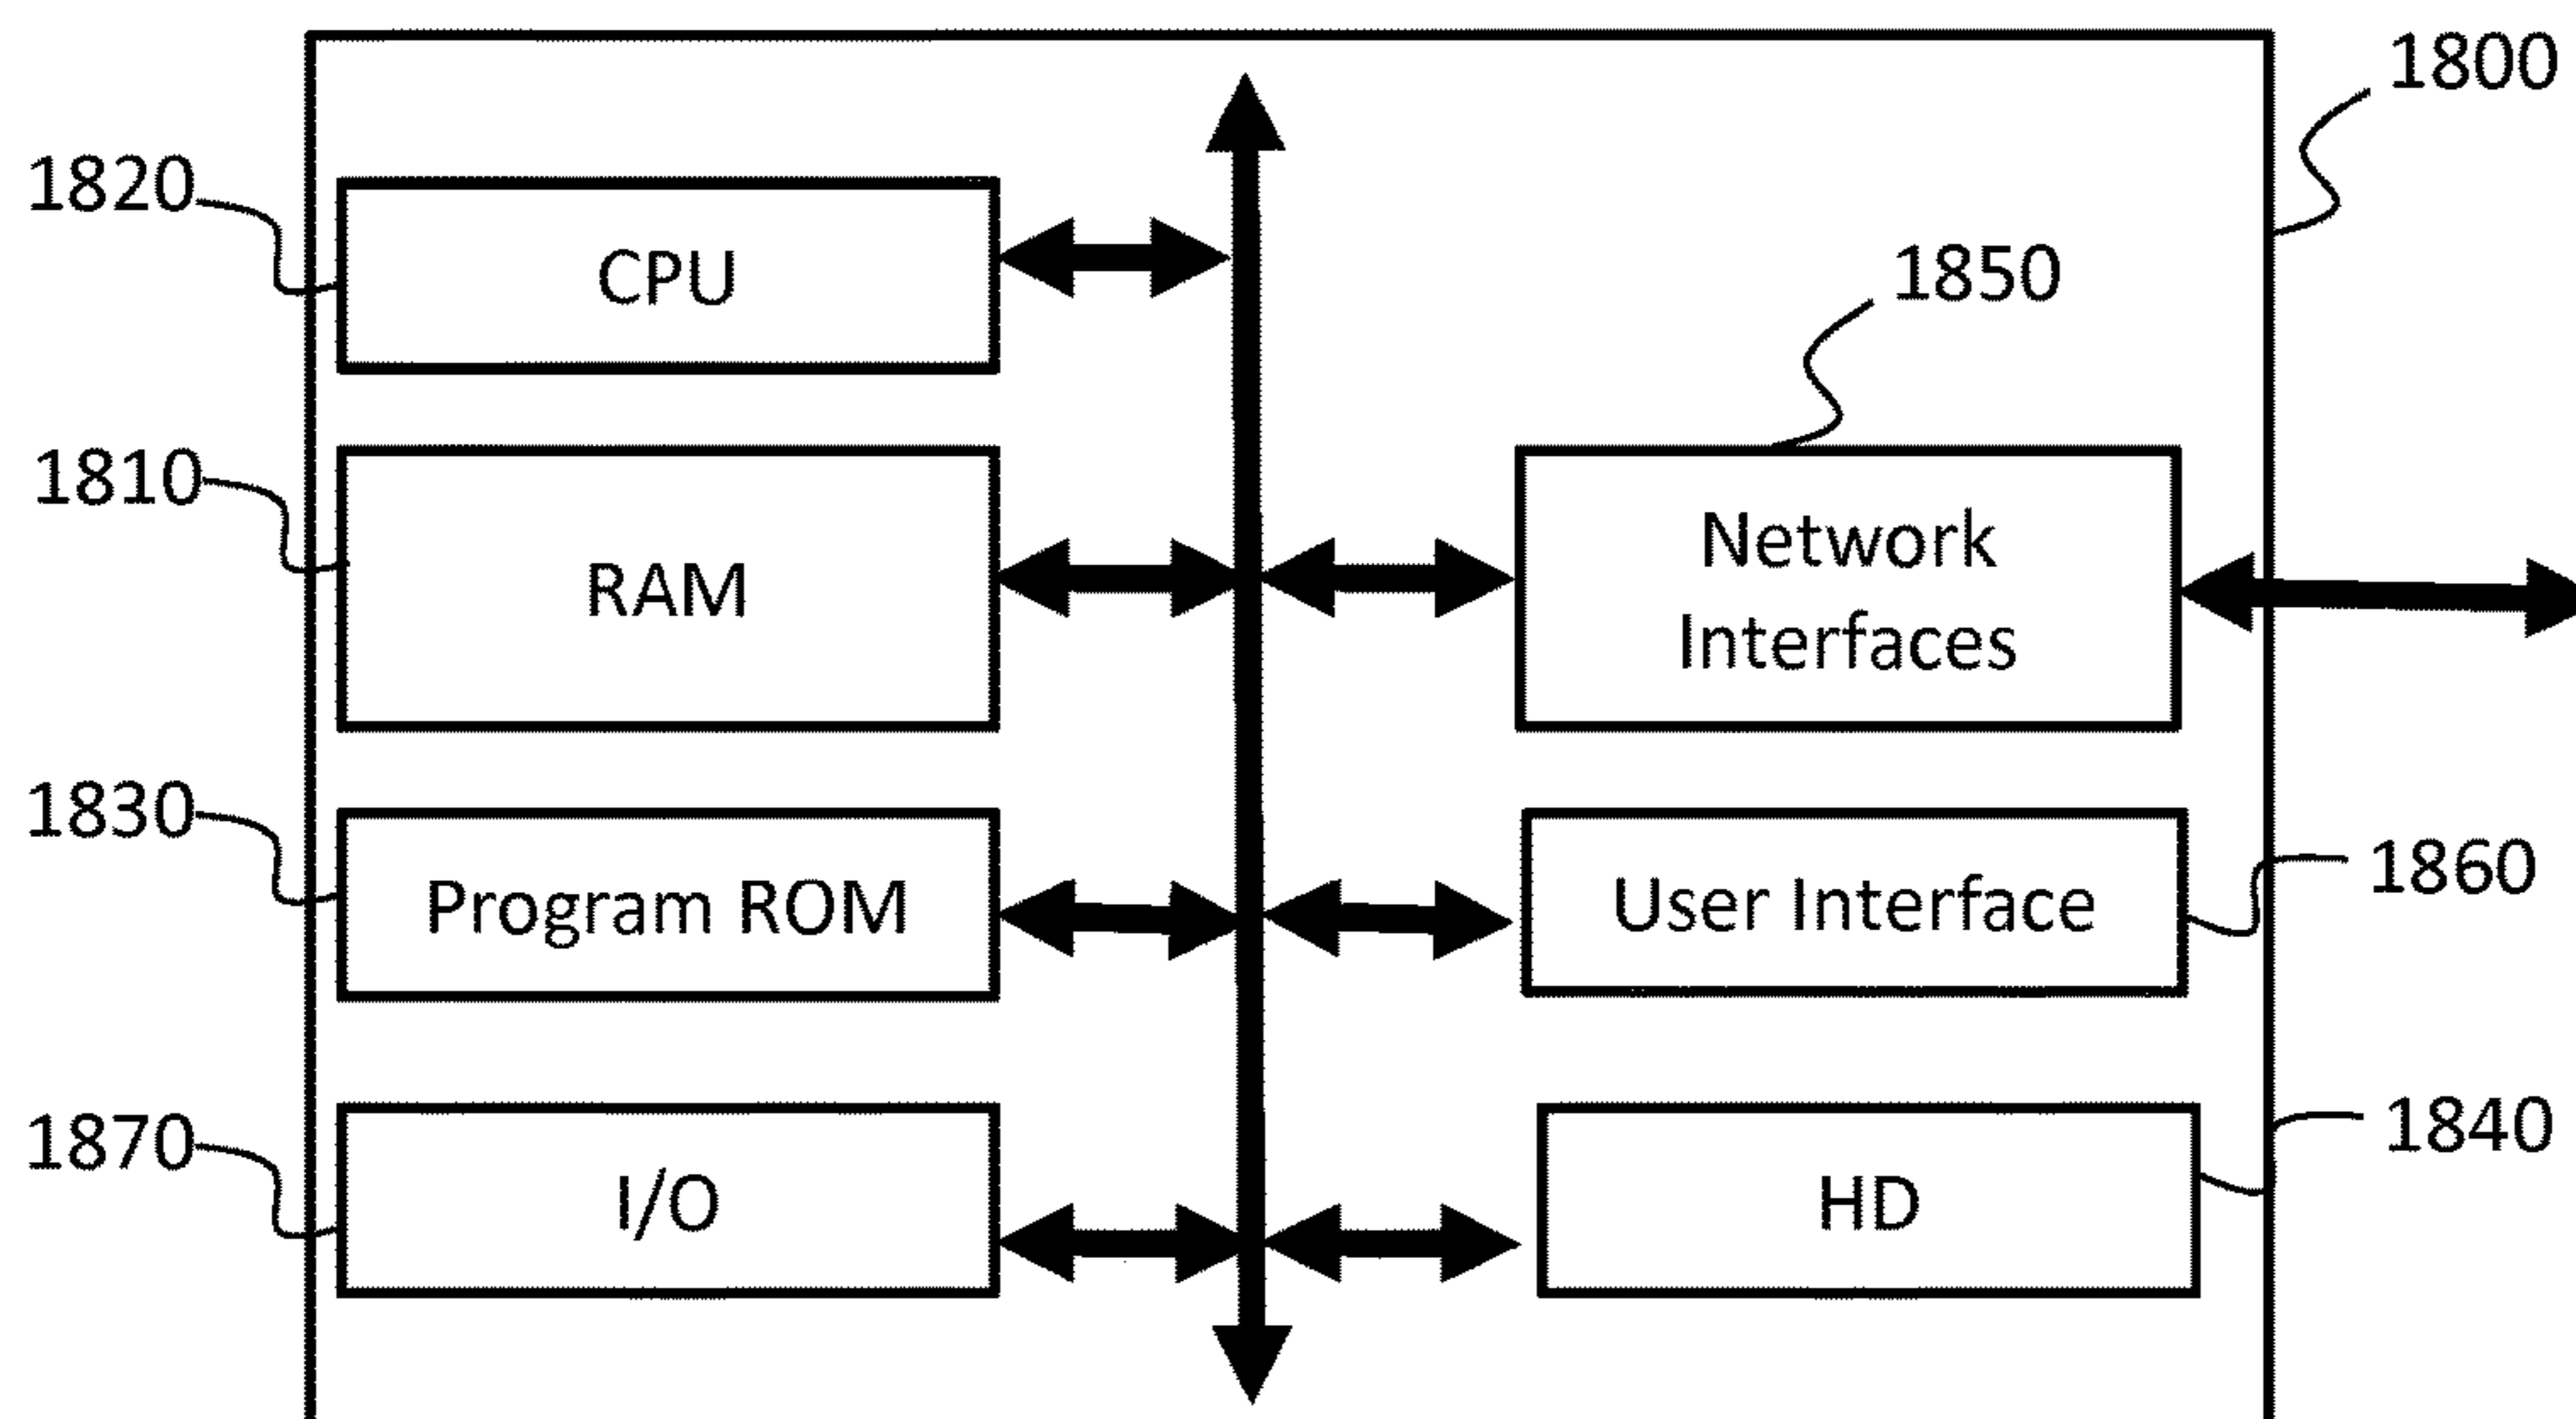 1800
1820
CPU
1850
1810
RAM
Network
Interfaces
1830
Program ROM
User Interface
1860
1870
I/O
HD
1840